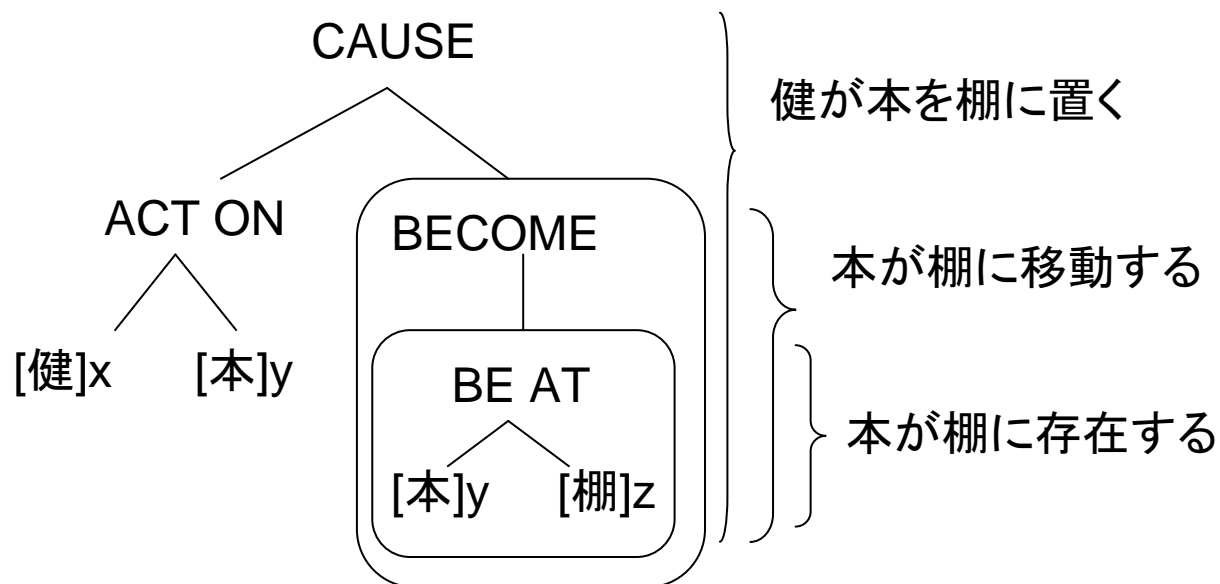 CAUSE
健が本を棚に置く
ACT ON
BECOME
本が棚に移動する
[健]x
[本]y
BE AT
本が棚に存在する
[本]y
[棚]z